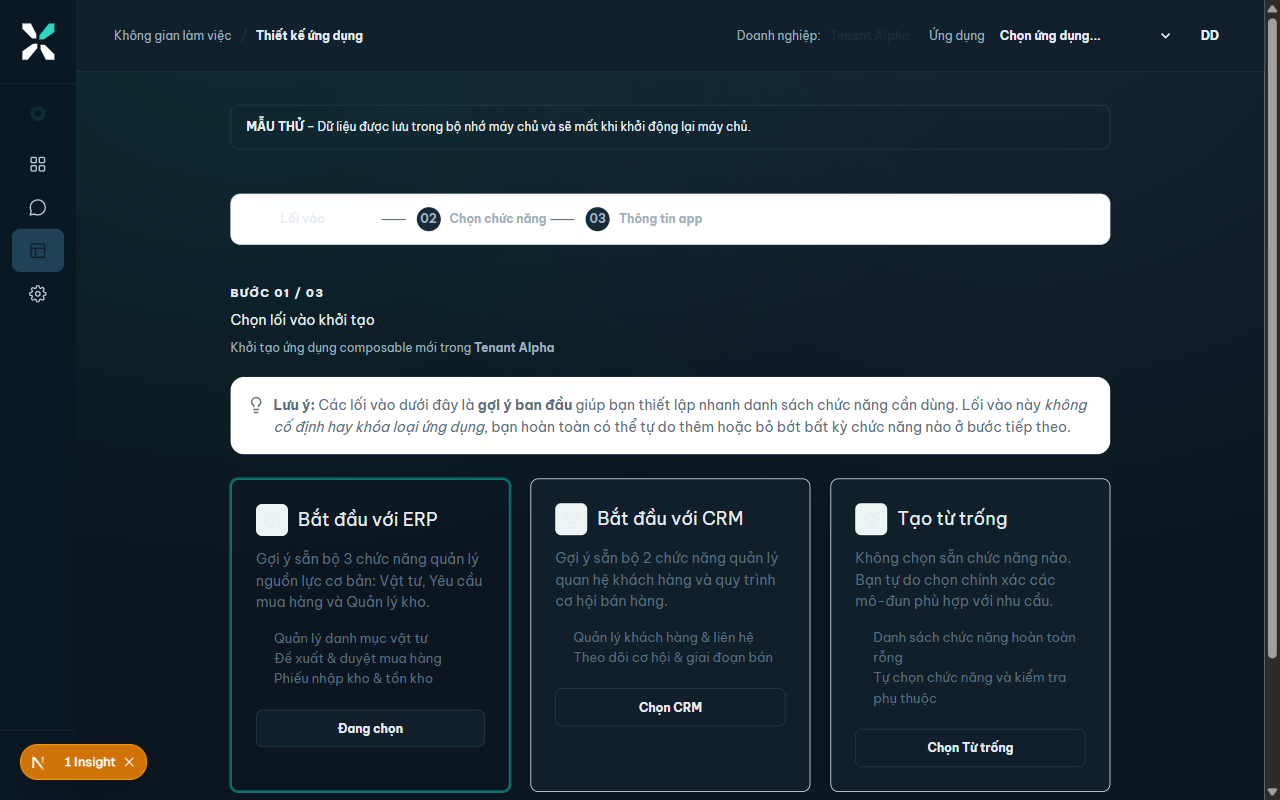 Không gian làm việc / Thiết kế ứng dụng
Doanh nghiệp: Tenant Alpha Ứng dụng Chọn ứng dụng... DD
MẪU THỬ – Dữ liệu được lưu trong bộ nhớ máy chủ và sẽ mất khi khởi động lại máy chủ.
Lối vào 02 Chọn chức năng 03 Thông tin app
BƯỚC 01 / 03
Chọn lối vào khởi tạo
Khởi tạo ứng dụng composable mới trong Tenant Alpha
Lưu ý: Các lối vào dưới đây là gợi ý ban đầu giúp bạn thiết lập nhanh danh sách chức năng cần dùng. Lối vào này không
cố định hay khóa loại ứng dụng, bạn hoàn toàn có thể tự do thêm hoặc bỏ bớt bất kỳ chức năng nào ở bước tiếp theo.
Bắt đầu với ERP
Gợi ý sẵn bộ 3 chức năng quản lý
nguồn lực cơ bản: Vật tư, Yêu cầu
mua hàng và Quản lý kho.
Quản lý danh mục vật tư
Đề xuất & duyệt mua hàng
Phiếu nhập kho & tồn kho
Đang chọn
Bắt đầu với CRM
Gợi ý sẵn bộ 2 chức năng quản lý
quan hệ khách hàng và quy trình
cơ hội bán hàng.
Quản lý khách hàng & liên hệ
Theo dõi cơ hội & giai đoạn bán
Chọn CRM
Tạo từ trống
Không chọn sẵn chức năng nào.
Bạn tự do chọn chính xác các
mô-đun phù hợp với nhu cầu.
Danh sách chức năng hoàn toàn
rỗng
Tự chọn chức năng và kiểm tra
phụ thuộc
Chọn Từ trống
N 1 Insight